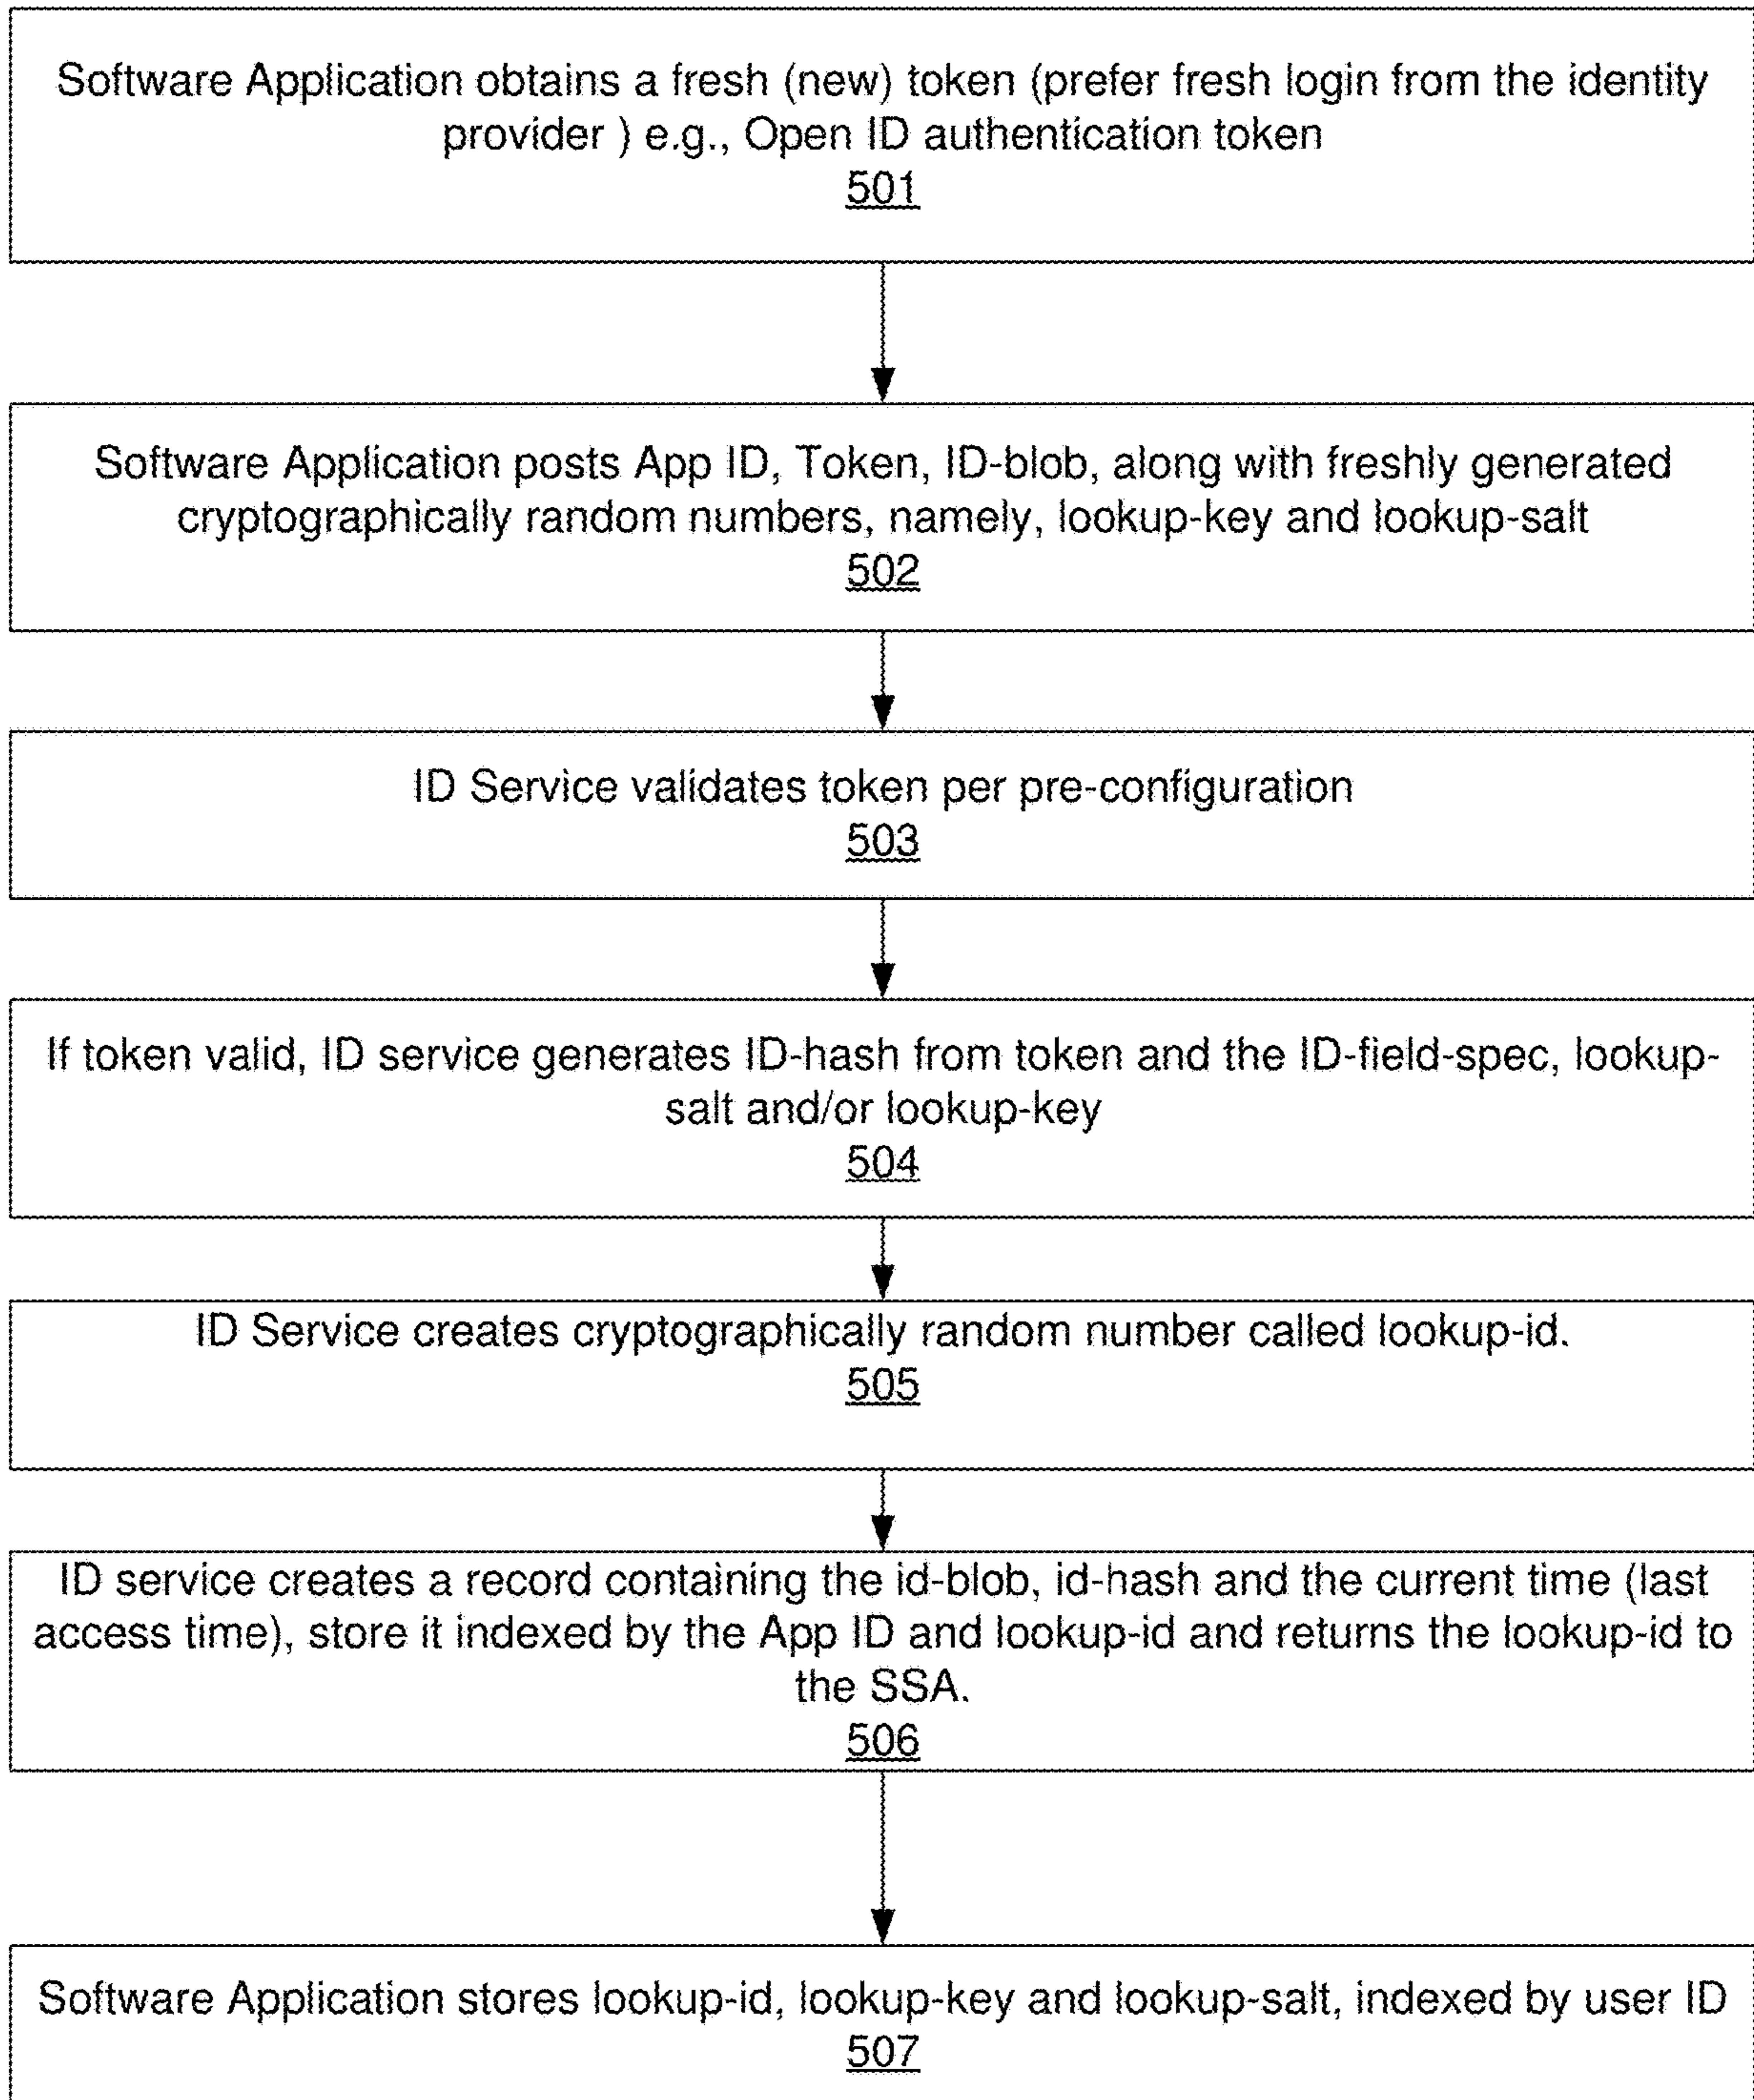 Software Application obtains a fresh (new) token (prefer fresh login from the identity
provider ) e.g., Open ID authentication token
501
Software Application posts App ID, Token, ID-blob, along with freshly generated
cryptographically random numbers, namely, lookup-key and lookup-salt
502
ID Service validates token per pre-configuration
503
If token valid, ID service generates ID-hash from token and the ID-field-spec, lookup-
salt and/or lookup-key
504
ID Service creates cryptographically random number called lookup-id.
505
ID service creates a record containing the id-blob, id-hash and the current time (last
access time), store it indexed by the App ID and lookup-id and returns the lookup-id to
the SSA.
506
Software Application stores lookup-id, lookup-key and lookup-salt, indexed by user ID
507